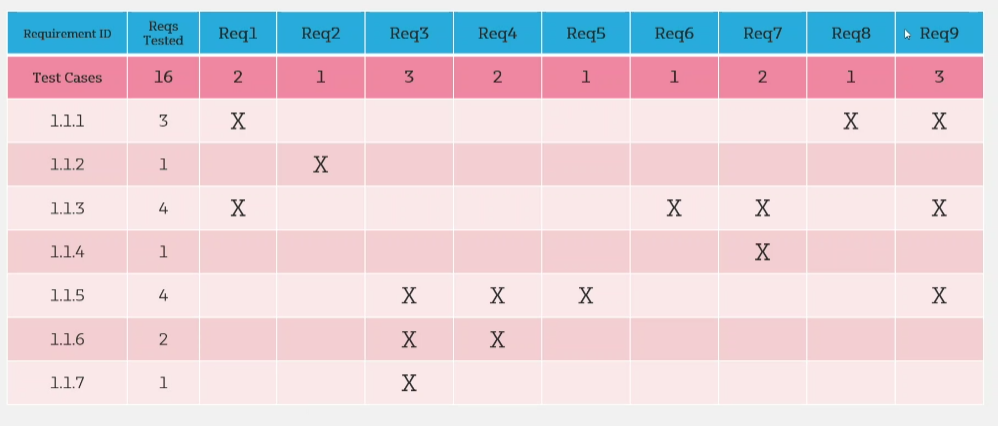 Requirement ID Reqs Tested Req1 Req2 Req3 Req4 Req5 Req6 Req7 Req8 Req9
Test Cases 16 2 1 3 2 1 1 2 1 3
1.1.1 3 X X X
1.1.2 1 X
1.1.3 4 X X X X
1.1.4 1 X
1.1.5 4 X X X X
1.1.6 2 X X
1.1.7 1 X